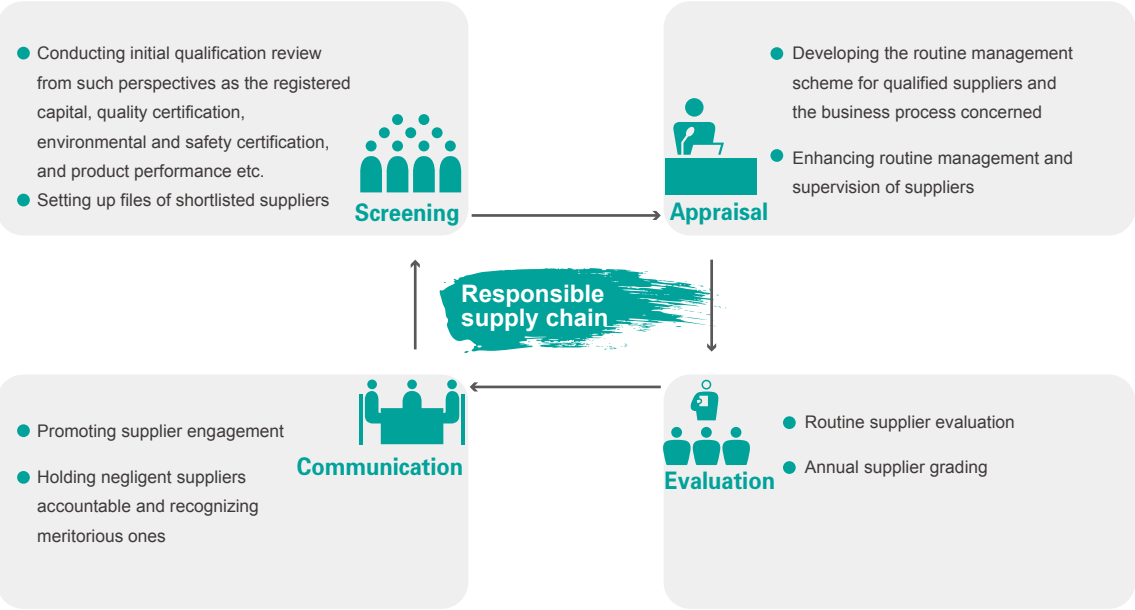 Conducting initial qualification review
from such perspectives as the registered
capital, quality certification,
environmental and safety certification,
and product performance etc.
Setting up files of shortlisted suppliers
Screening
Developing the routine management
scheme for qualified suppliers and
the business process concerned
Enhancing routine management and
supervision of suppliers
Appraisal
Responsible
supply chain
Promoting supplier engagement
Holding negligent suppliers
accountable and recognizing
meritorious ones
Communication
Routine supplier evaluation
Annual supplier grading
Evaluation